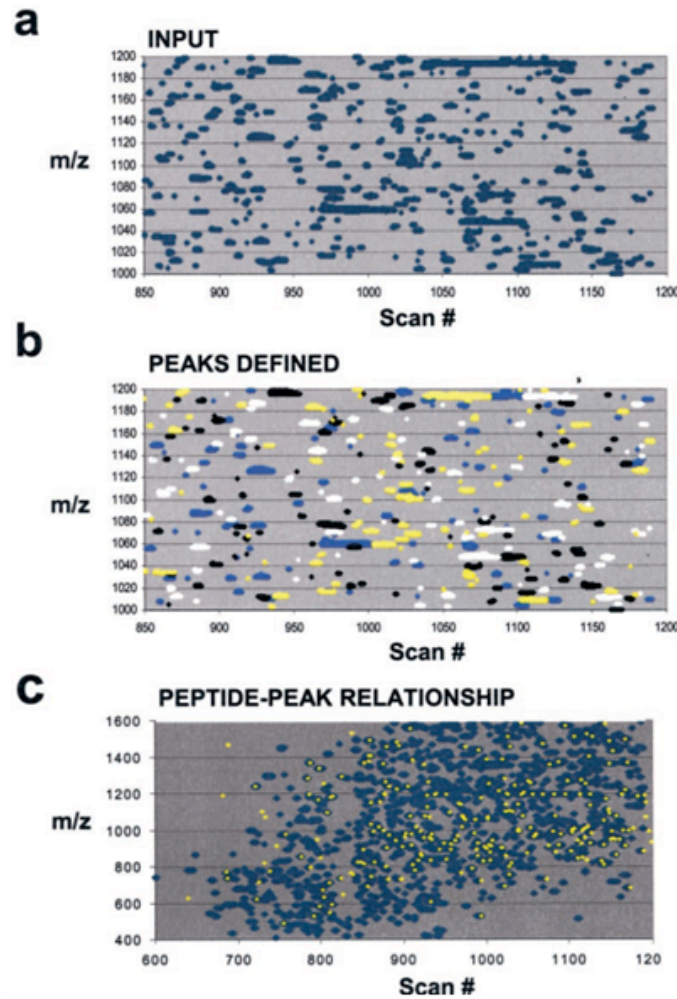 a
INPUT
1200
1180
1160
1140
1120
m/z
1100
1080
1060
1040
1020
1000
850 900 950 1000 1050 1100 1150 1200
Scan #
b
PEAKS DEFINED
1200
1180
1160
1140
1120
m/z
1100
1080
1060
1040
1020
1000
850 900 950 1000 1050 1100 1150 1200
Scan #
c
PEPTIDE-PEAK RELATIONSHIP
1600
1400
1200
m/z
1000
800
600
400
600 700 800 900 1000 1100 120
Scan #